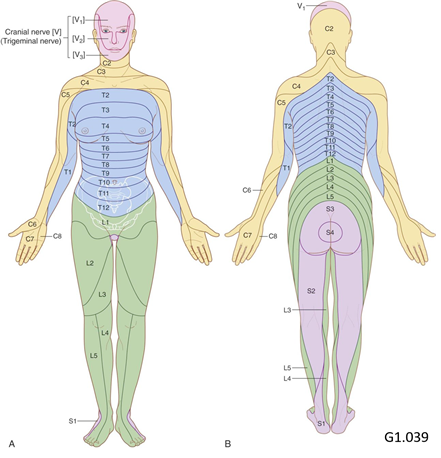 Cranial nerve [V]
(Trigeminal nerve)
[V1]
[V2]
[V3]
C2
C3
C4
C5
T2
T3
T2
T4
T5
T6
T7
T8
T9
T1
T10
T11
T12
L1
C6
C7
C8
L2
L3
L4
L5
S1
A
V1
C2
C3
C4
T2
T3
C5
T4
T5
T6
T2
T7
T8
T9
T10
T11
T12
T1
L1
L2
L3
L4
L5
C6
S3
C7
C8
S4
S2
L3
L5
L4
S1
B
G1.039